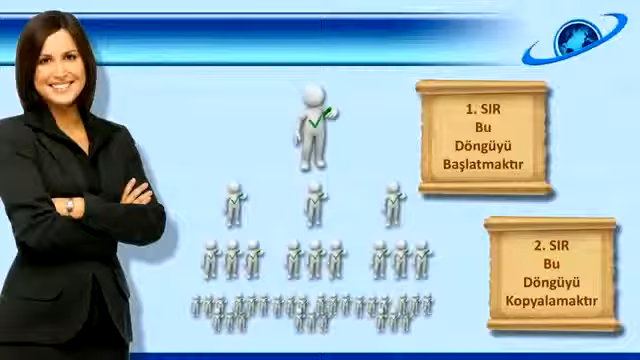 1. SIR
Bu
Döngüyü
Başlatmaktır
2. SIR
Bu
Döngüyü
Kopyalamaktır